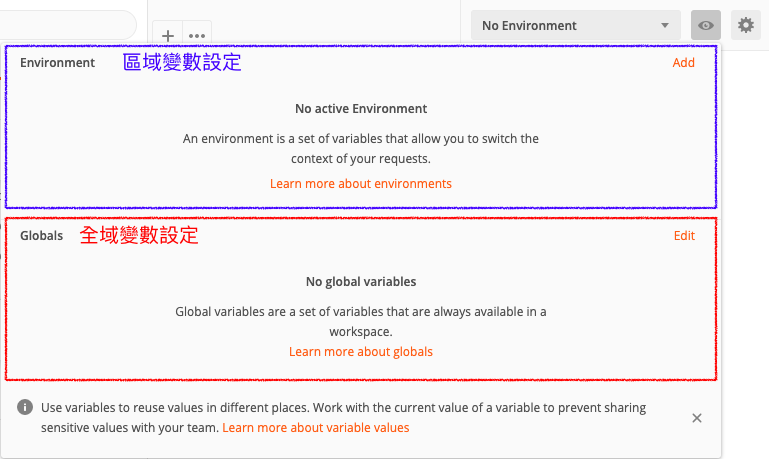 No Environment
Environment 區域變數設定 Add
No active Environment
An environment is a set of variables that allow you to switch the
context of your requests.
Learn more about environments
Globals 全域變數設定 Edit
No global variables
Global variables are a set of variables that are always available in a
workspace.
Learn more about globals
Use variables to reuse values in different places. Work with the current value of a variable to prevent sharing
sensitive values with your team. Learn more about variable values